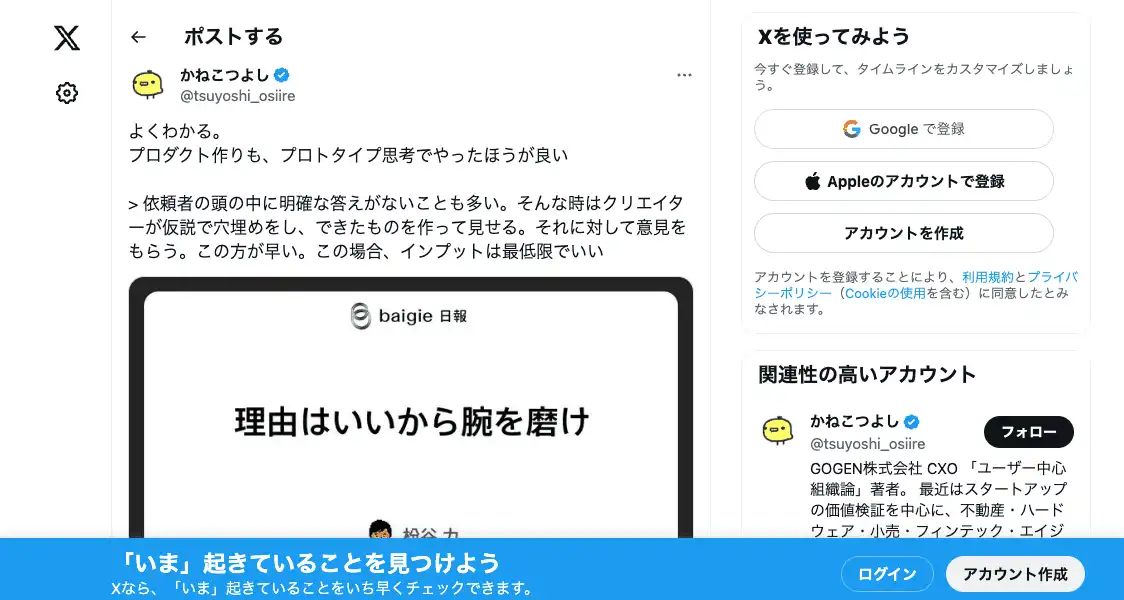 ポストする
かねこつよし
@tsuyoshi_osiire
よくわかる。
プロダクト作りも、プロトタイプ思考でやったほうが良い
> 依頼者の頭の中に明確な答えがないことも多い。そんな時はクリエイタ
ーが仮説で穴埋めをし、できたものを作って見せる。それに対して意見を
もらう。この方が早い。この場合、インプットは最低限でいい
baigie 日報
理由はいいから腕を磨け
枌谷 力
Xを使ってみよう
今すぐ登録して、タイムラインをカスタマイズしましょ
う。
Google で登録
Appleのアカウントで登録
アカウントを作成
アカウントを登録することにより、利用規約とプライバ
シーポリシー（Cookieの使用を含む）に同意したとみ
なされます。
関連性の高いアカウント
かねこつよし
@tsuyoshi_osiire
フォロー
GOGEN株式会社 CXO 「ユーザー中心
組織論」著者。 最近はスタートアップ
の価値検証を中心に、不動産・ハード
ウェア・小売・フィンテック・エイジ
「いま」起きていることを見つけよう
Xなら、「いま」起きていることをいち早くチェックできます。
ログイン
アカウント作成